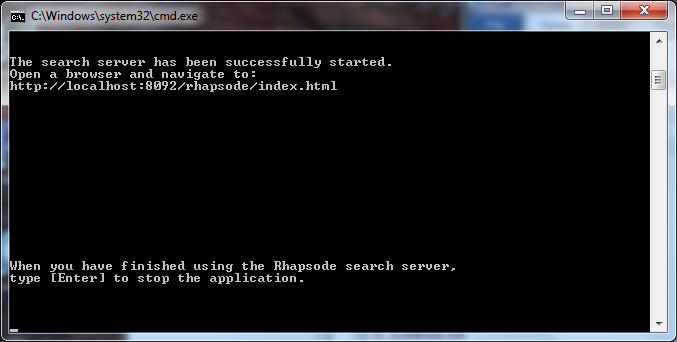 C:\Windows\system32\cmd.exe
The search server has been successfully started.
Open a browser and navigate to:
http://localhost:8092/rhapsode/index.html
When you have finished using the Rhapsode search server,
type [Enter] to stop the application.